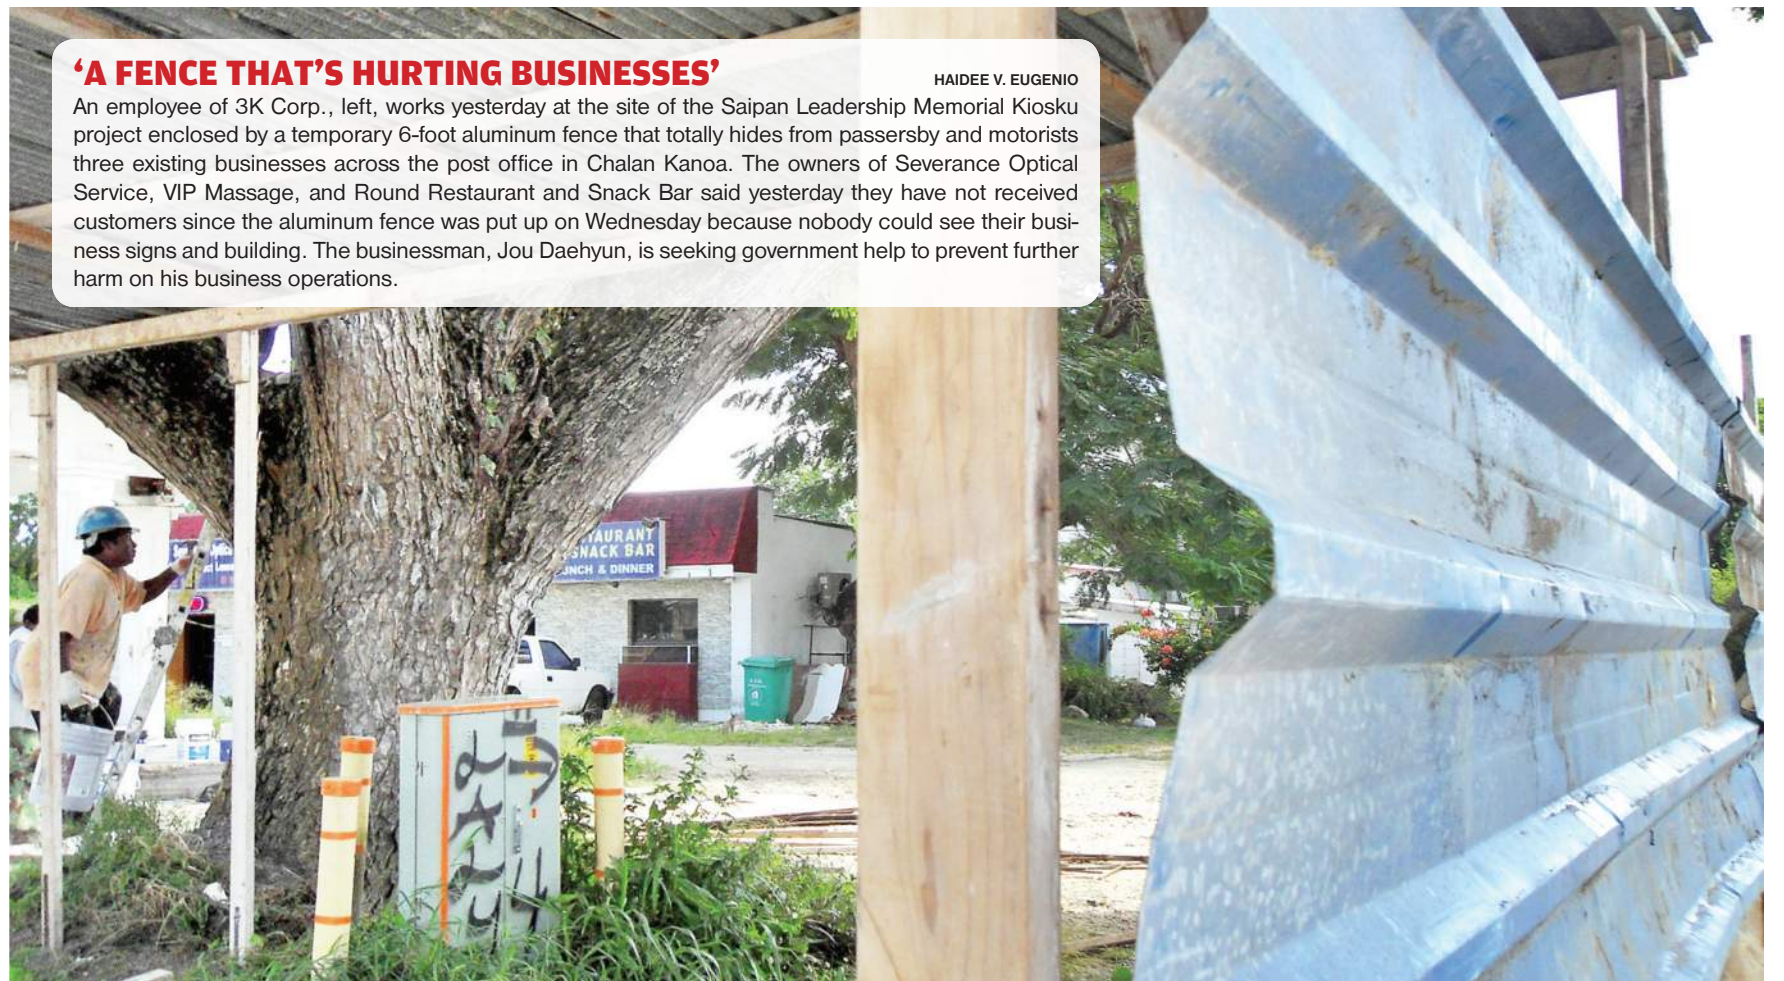 ‘A FENCE THAT’S HURTING BUSINESSES’
HAIDEE V. EUGENIO
An employee of 3K Corp., left, works yesterday at the site of the Saipan Leadership Memorial Kiosku
project enclosed by a temporary 6-foot aluminum fence that totally hides from passersby and motorists
three existing businesses across the post office in Chalan Kanoa. The owners of Severance Optical
Service, VIP Massage, and Round Restaurant and Snack Bar said yesterday they have not received
customers since the aluminum fence was put up on Wednesday because nobody could see their busi-
ness signs and building. The businessman, Jou Daehyun, is seeking government help to prevent further
harm on his business operations.
TAURANT
SNACK BAR
& DINNER